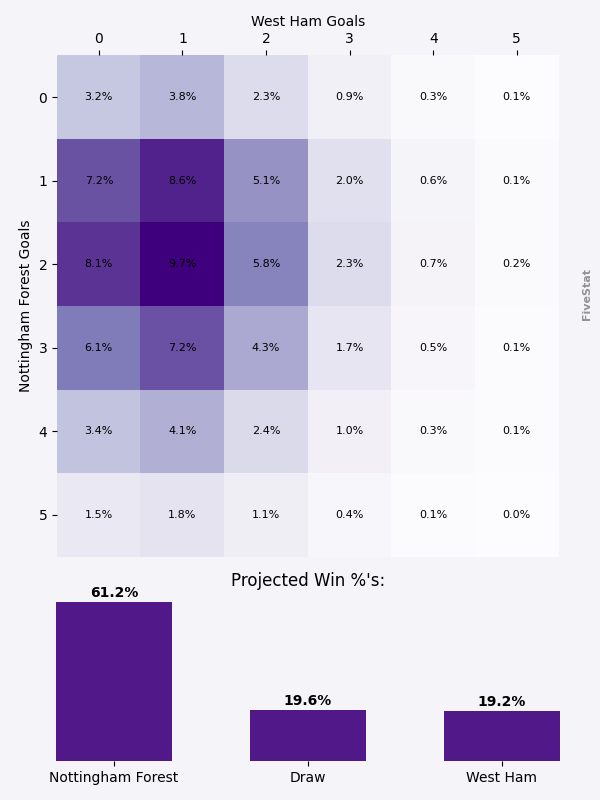 West Ham Goals
0 1 2 3 4 5
0 3.2% 3.8% 2.3% 0.9% 0.3% 0.1%
1 7.2% 8.6% 5.1% 2.0% 0.6% 0.1%
2 8.1% 9.7% 5.8% 2.3% 0.7% 0.2%
3 6.1% 7.2% 4.3% 1.7% 0.5% 0.1%
4 3.4% 4.1% 2.4% 1.0% 0.3% 0.1%
5 1.5% 1.8% 1.1% 0.4% 0.1% 0.0%
Nottingham Forest Goals
FiveStat
Projected Win %'s:
61.2% 19.6% 19.2%
Nottingham Forest Draw West Ham